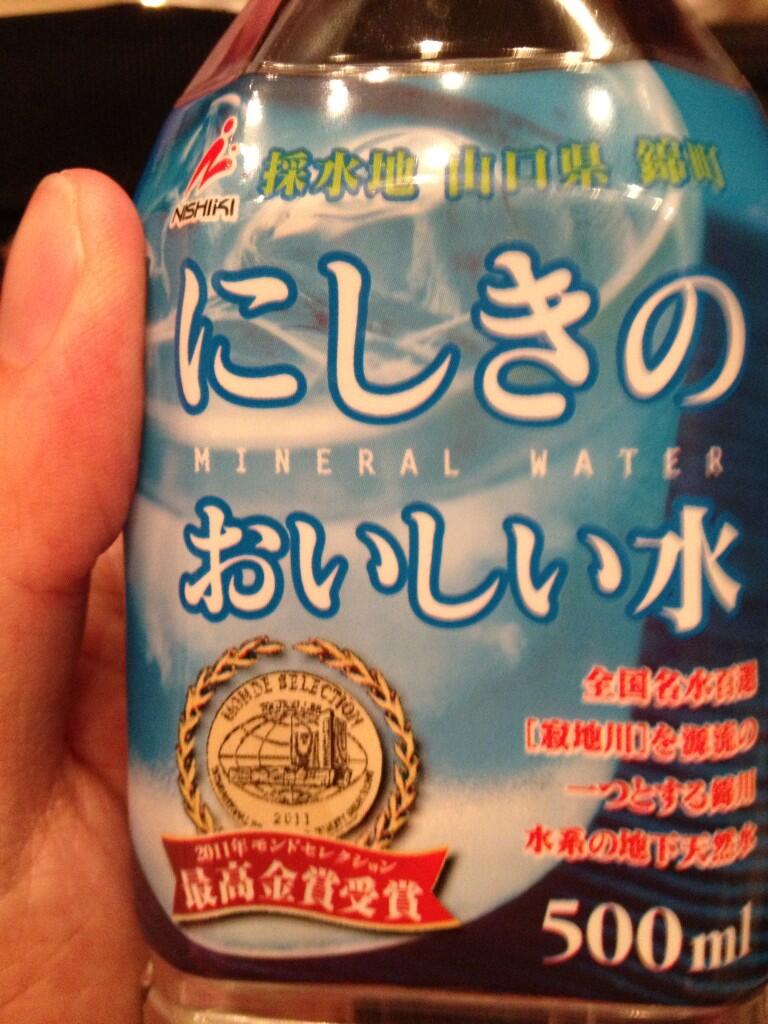 NISHIKI
採水地 山口県 錦町
にしきの
MINERAL WATER
おいしい水
全国名水百選
［寂地川］を源流の
一つとする錦川
水系の地下天然水
MONDE SELECTION
2011
2011年モンドセレクション
最高金賞受賞
500ml